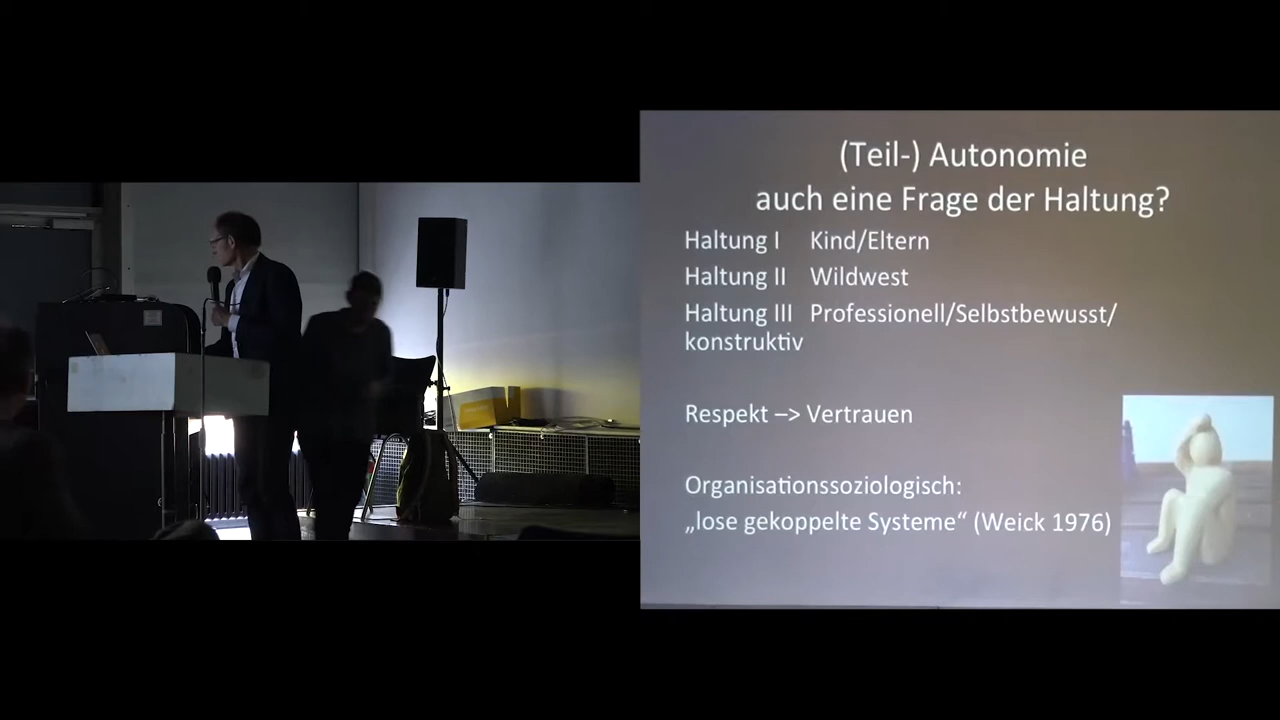 (Teil-) Autonomie
auch eine Frage der Haltung?
Haltung I Kind/Eltern
Haltung II Wildwest
Haltung III Professionell/Selbstbewusst/
konstruktiv
Respekt –> Vertrauen
Organisationssoziologisch:
„lose gekoppelte Systeme“ (Weick 1976)